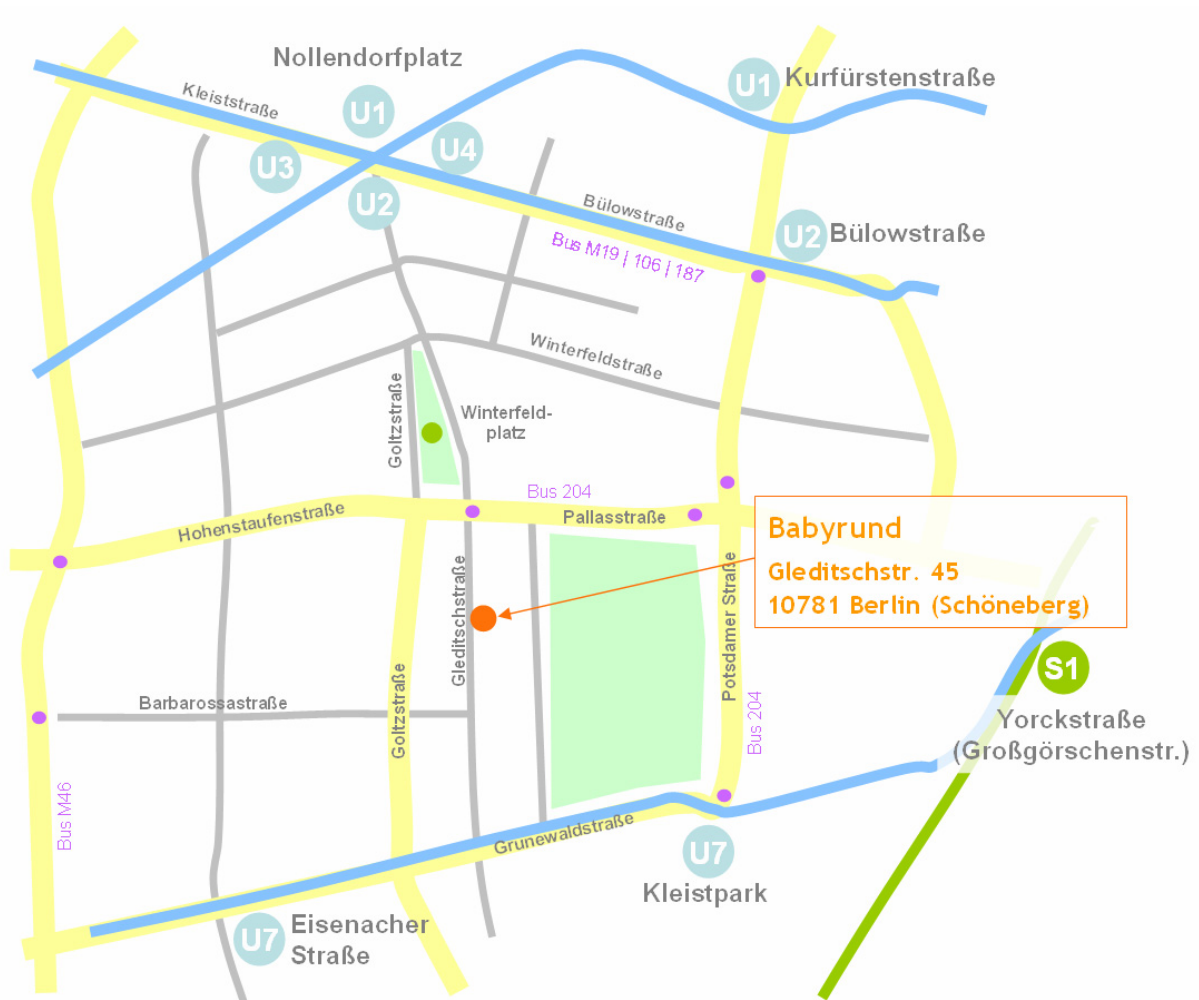 Nollendorfplatz
U1
Kurfürstenstraße
Kleiststraße
U1
U4
U3
U2
Bülowstraße
U2
Bülowstraße
Bus M19 | 106 | 187
Winterfeldstraße
Goltzstraße
Winterfeld-
platz
Bus 204
Hohenstaufenstraße
Pallasstraße
Babyrund
Gleditschstr. 45
10781 Berlin (Schöneberg)
Gleditschstraße
Potsdamer Straße
S1
Barbarossastraße
Goltzstraße
Bus 204
Yorckstraße
(Großgörschenstr.)
Bus M46
Grunewaldstraße
U7
Kleistpark
U7
Eisenacher
Straße